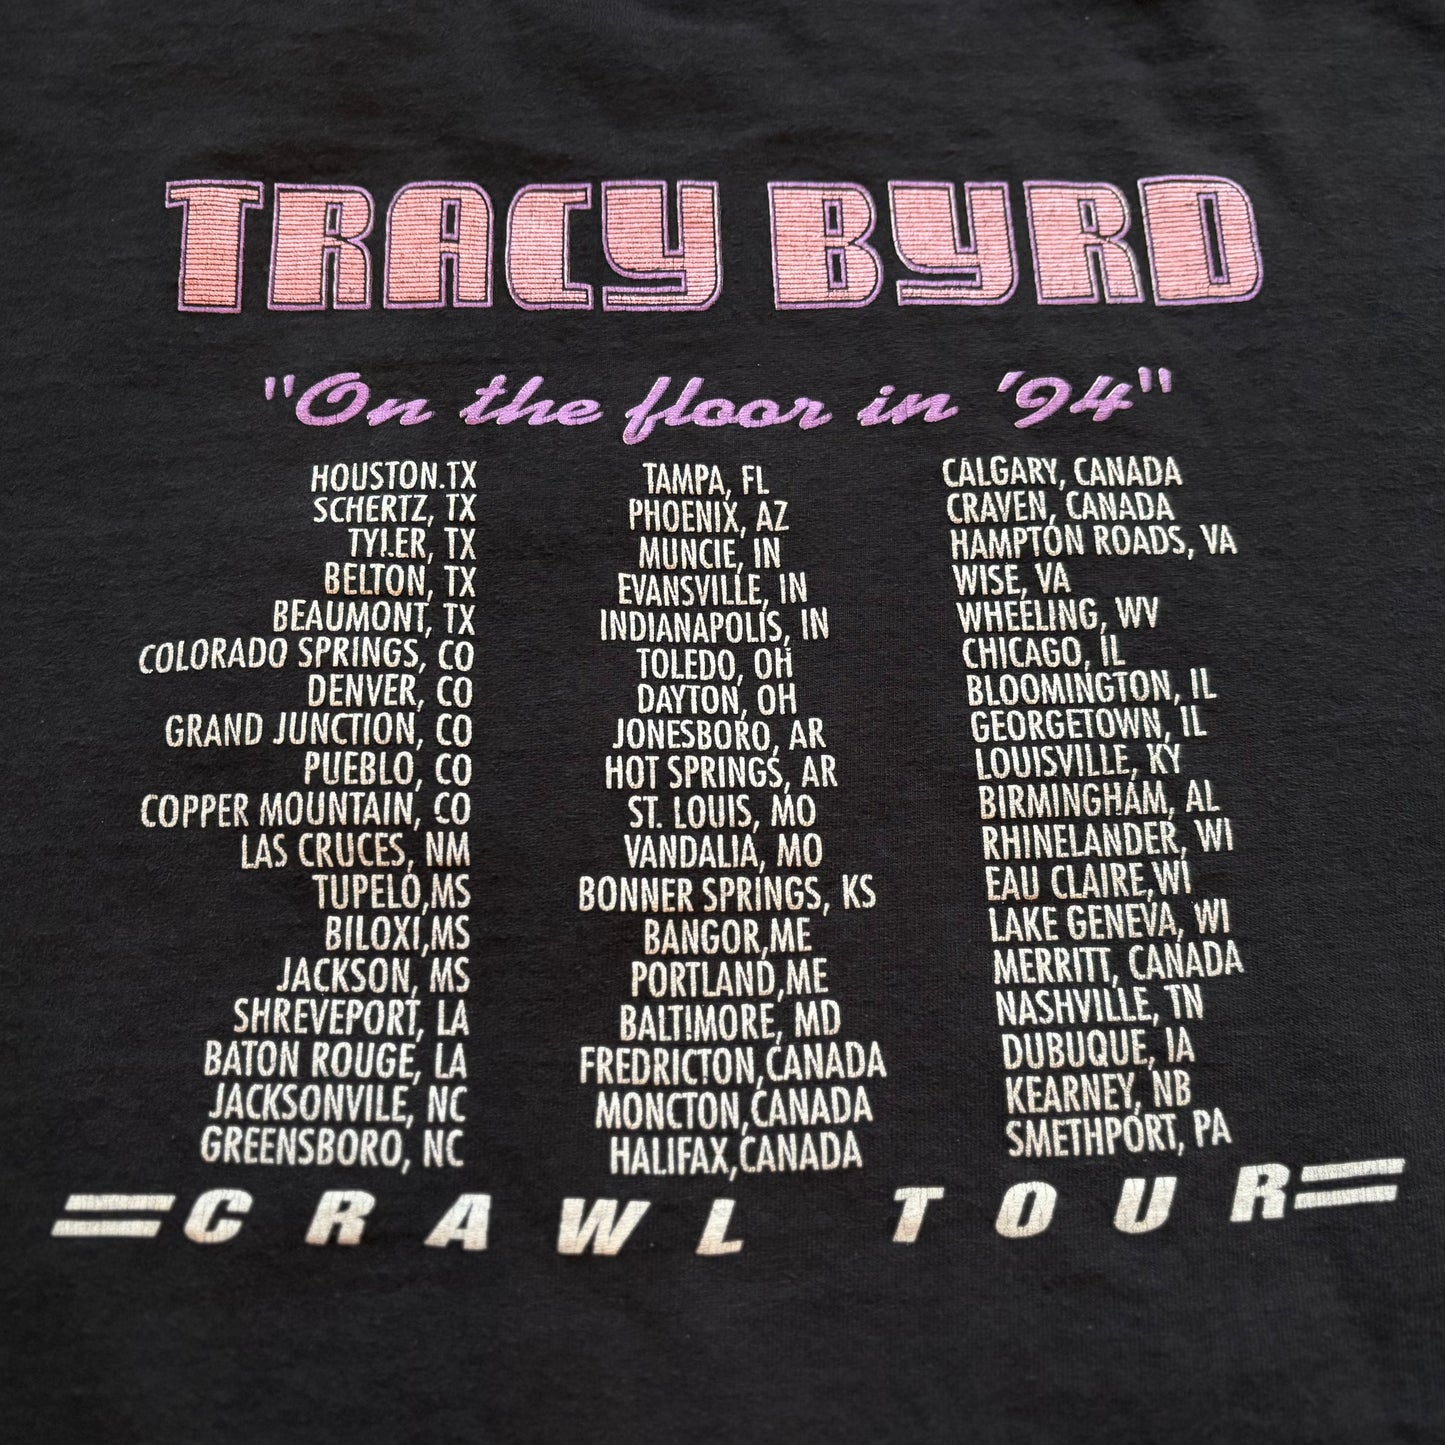 TRACY BYRD
"On the floor in '94"
HOUSTON.TX
SCHERTZ, TX
TYLER, TX
BELTON, TX
BEAUMONT, TX
COLORADO SPRINGS, CO
DENVER, CO
GRAND JUNCTION, CO
PUEBLO, CO
COPPER MOUNTAIN, CO
LAS CRUCES, NM
TUPELO,MS
BILOXI,MS
JACKSON, MS
SHREVEPORT, LA
BATON ROUGE, LA
JACKSONVILE, NC
GREENSBORO, NC
TAMPA, FL
PHOENIX, AZ
MUNCIE, IN
EVANSVILLE, IN
INDIANAPOLIS, IN
TOLEDO, OH
DAYTON, OH
JONESBORO, AR
HOT SPRINGS, AR
ST. LOUIS, MO
VANDALIA, MO
BONNER SPRINGS, KS
BANGOR,ME
PORTLAND,ME
BALTIMORE, MD
FREDRICTON,CANADA
MONCTON,CANADA
HALIFAX,CANADA
CALGARY, CANADA
CRAVEN, CANADA
HAMPTON ROADS, VA
WISE, VA
WHEELING, WV
CHICAGO, IL
BLOOMINGTON, IL
GEORGETOWN, IL
LOUISVILLE, KY
BIRMINGHAM, AL
RHINELANDER, WI
EAU CLAIRE,WI
LAKE GENEVA, WI
MERRITT, CANADA
NASHVILLE, TN
DUBUQUE, IA
KEARNEY, NB
SMETHPORT, PA
CRAWL TOUR